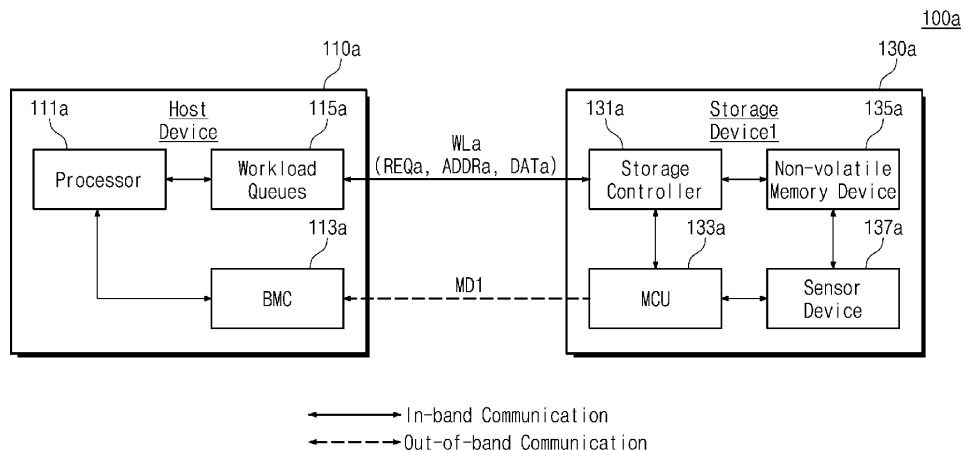 100a
110a
130a
111a
Host
Device
115a
131a
Storage
Device1
135a
WLa
(REQa, ADDRa, DATa)
Processor
Workload
Queues
Storage
Controller
Non-volatile
Memory Device
113a
133a
137a
BMC
MD1
MCU
Sensor
Device
In-band Communication
Out-of-band Communication